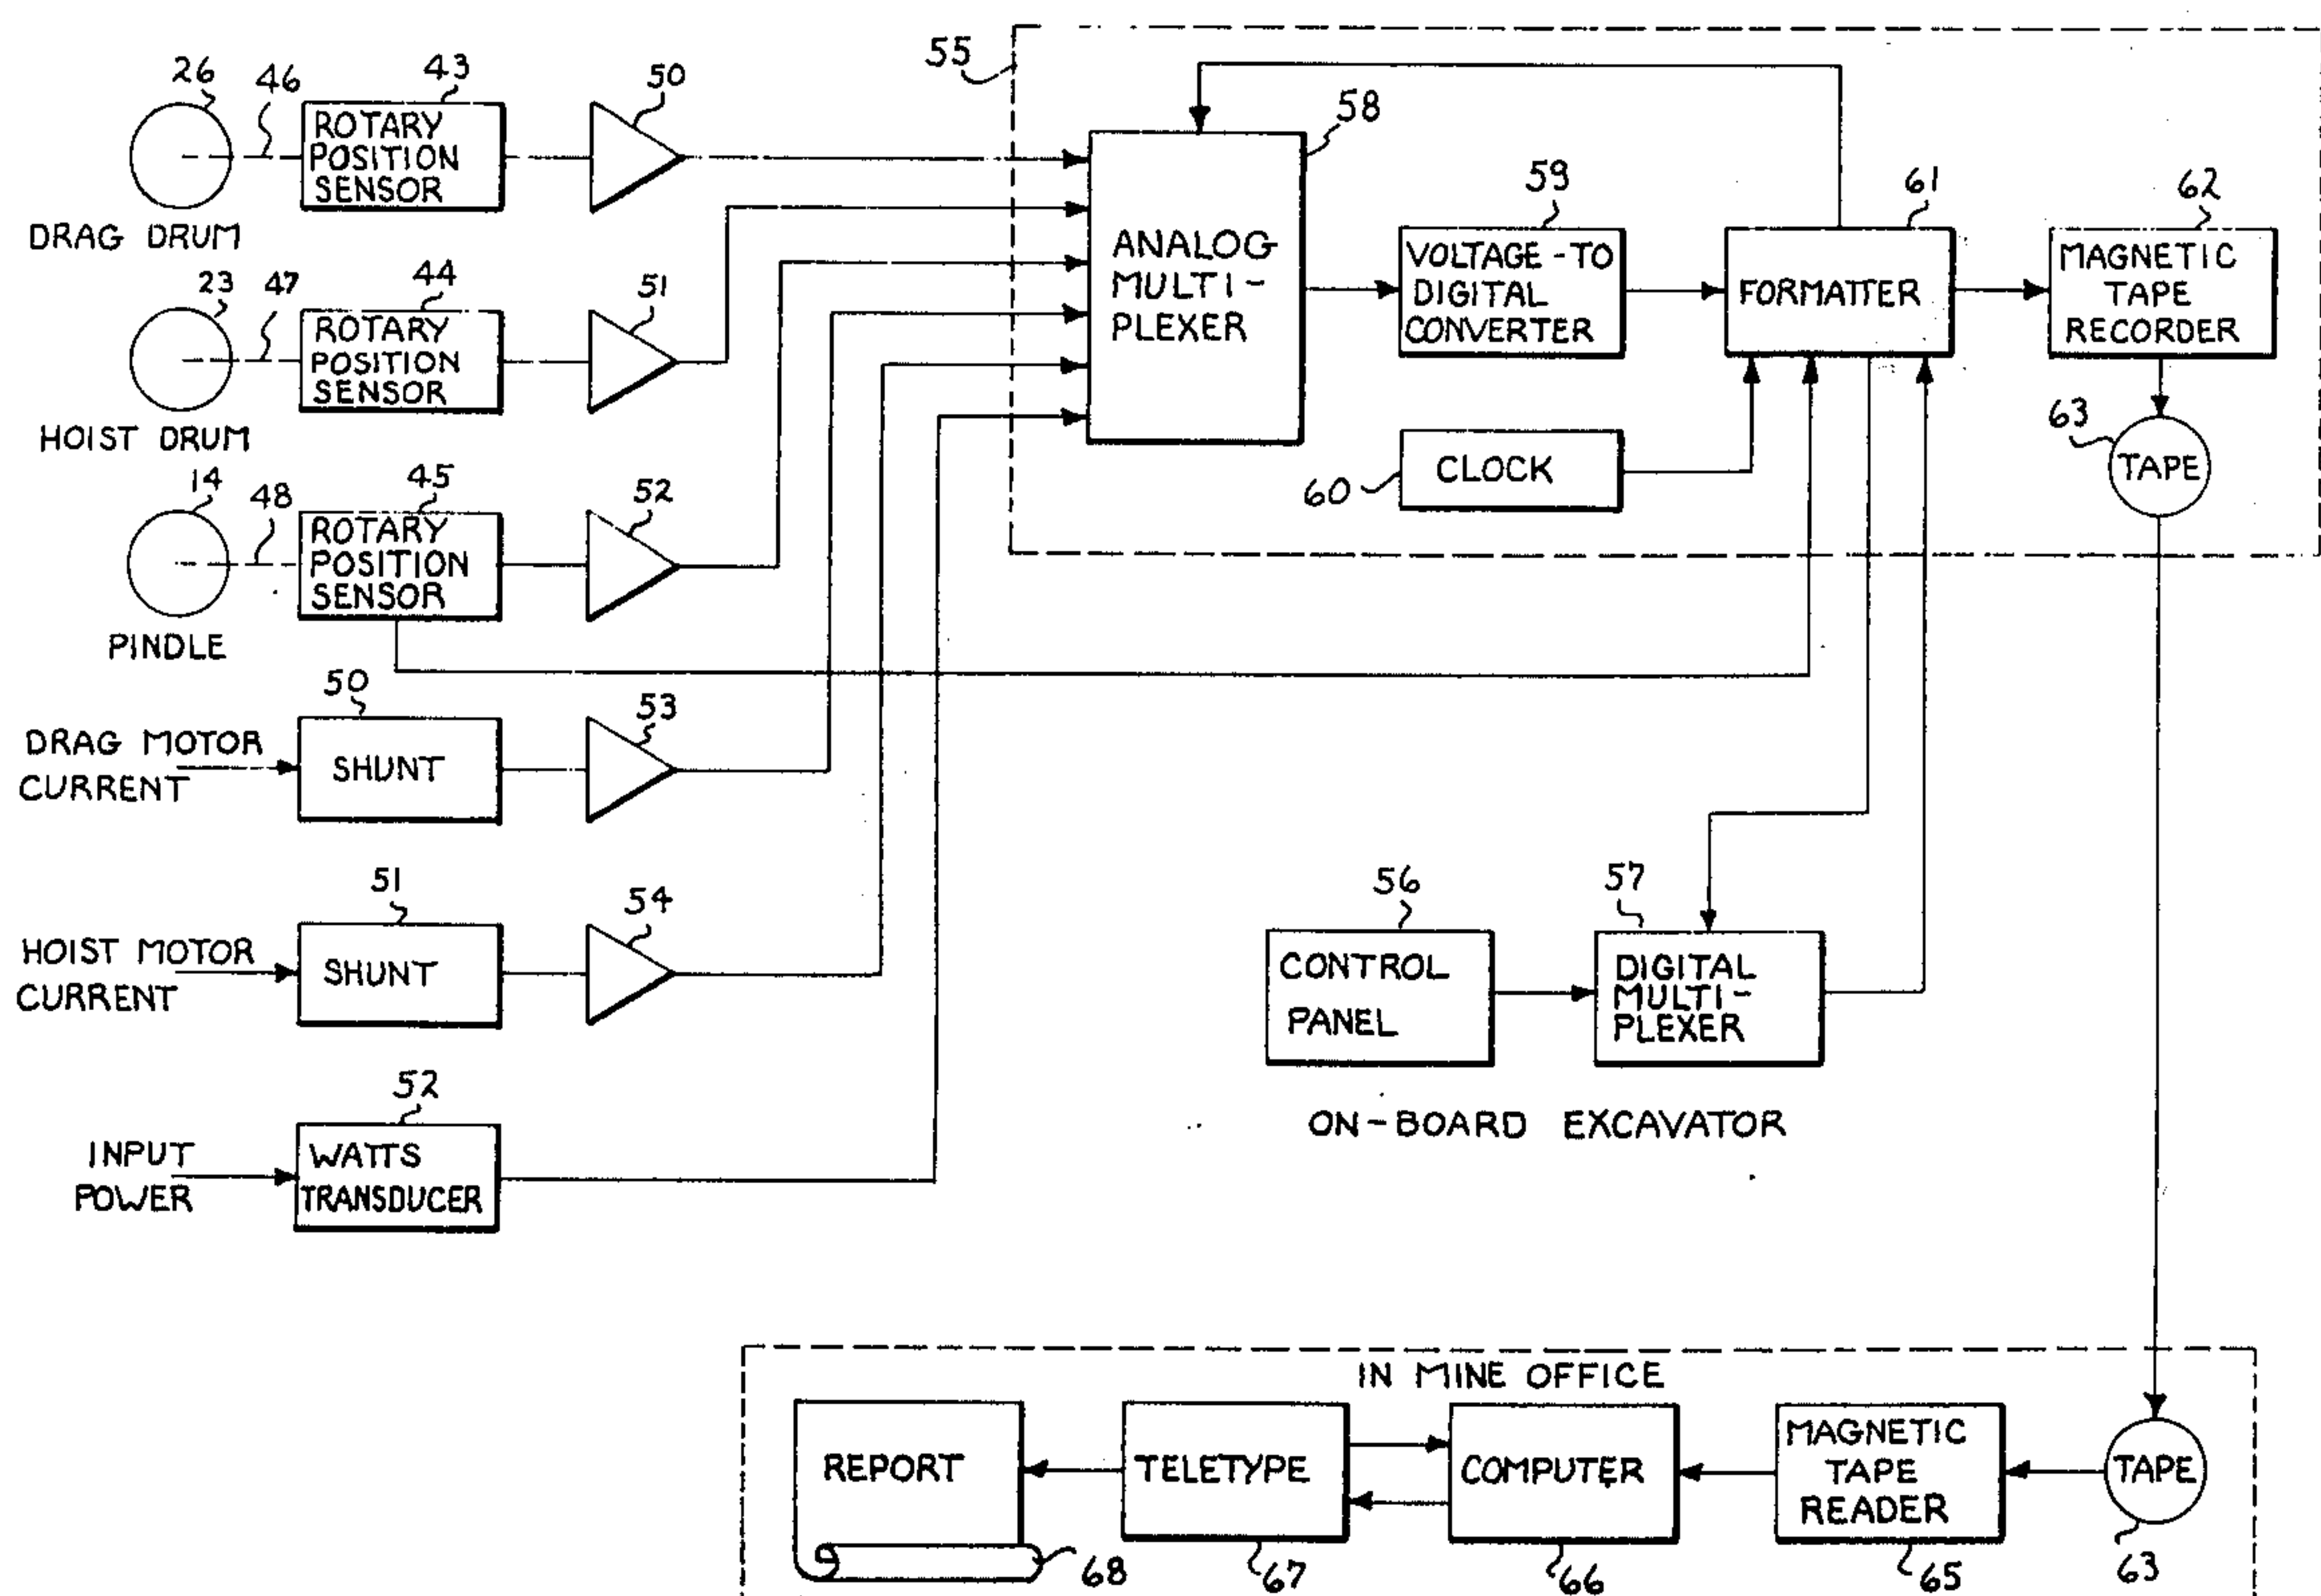 26
46
43
ROTARY
POSITION
SENSOR
50
DRAG DRUM
23
47
44
ROTARY
POSITION
SENSOR
51
HOIST DRUM
14
48
45
ROTARY
POSITION
SENSOR
52
PINDLE
50
DRAG MOTOR
CURRENT
SHUNT
53
51
HOIST MOTOR
CURRENT
SHUNT
54
52
INPUT
POWER
WATTS
TRANSDUCER
55
58
ANALOG
MULTI-
PLEXER
59
VOLTAGE-TO
DIGITAL
CONVERTER
60
CLOCK
61
FORMATTER
62
MAGNETIC
TAPE
RECORDER
63
TAPE
56
CONTROL
PANEL
57
DIGITAL
MULTI-
PLEXER
ON-BOARD EXCAVATOR
IN MINE OFFICE
REPORT
68
TELETYPE
67
COMPUTER
66
MAGNETIC
TAPE
READER
65
TAPE
63